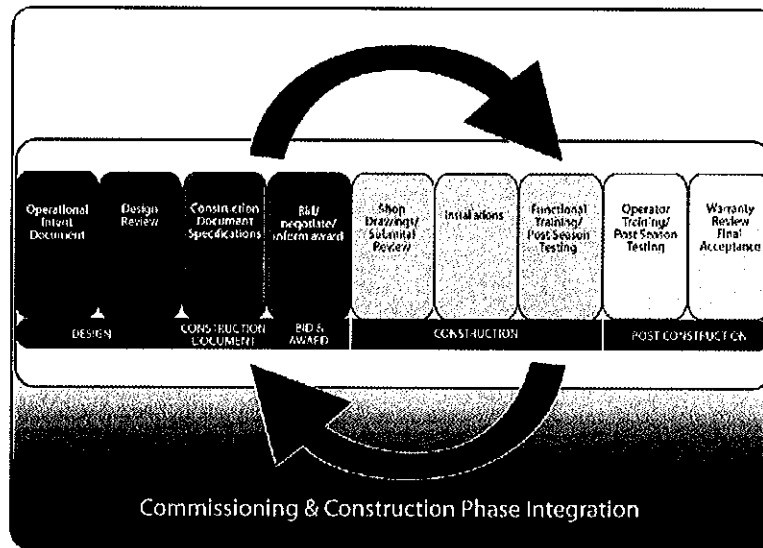 Operational
Intent
Document
Design
Review
Construction
Document
Specifications
Bid/
negotiate/
inform award
Shop
Drawings/
Submittal
Review
Installations
Functional
Training/
Post Season
Testing
Operator
Training/
Post Season
Testing
Warranty
Review
Final
Acceptance
DESIGN
CONSTRUCTION
DOCUMENT
BID &
AWARD
CONSTRUCTION
POST CONSTRUCTION
Commissioning & Construction Phase Integration